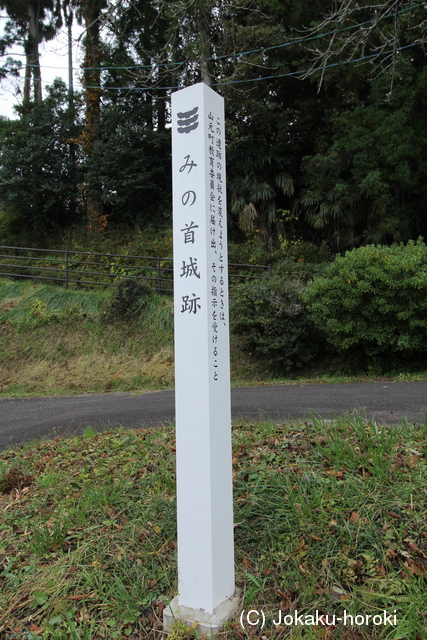 みの首城跡
この遺跡の現状を変えようとするときは、
山元町教育委員会に届け出、その指示を受けること
(C) Jokaku-horoki